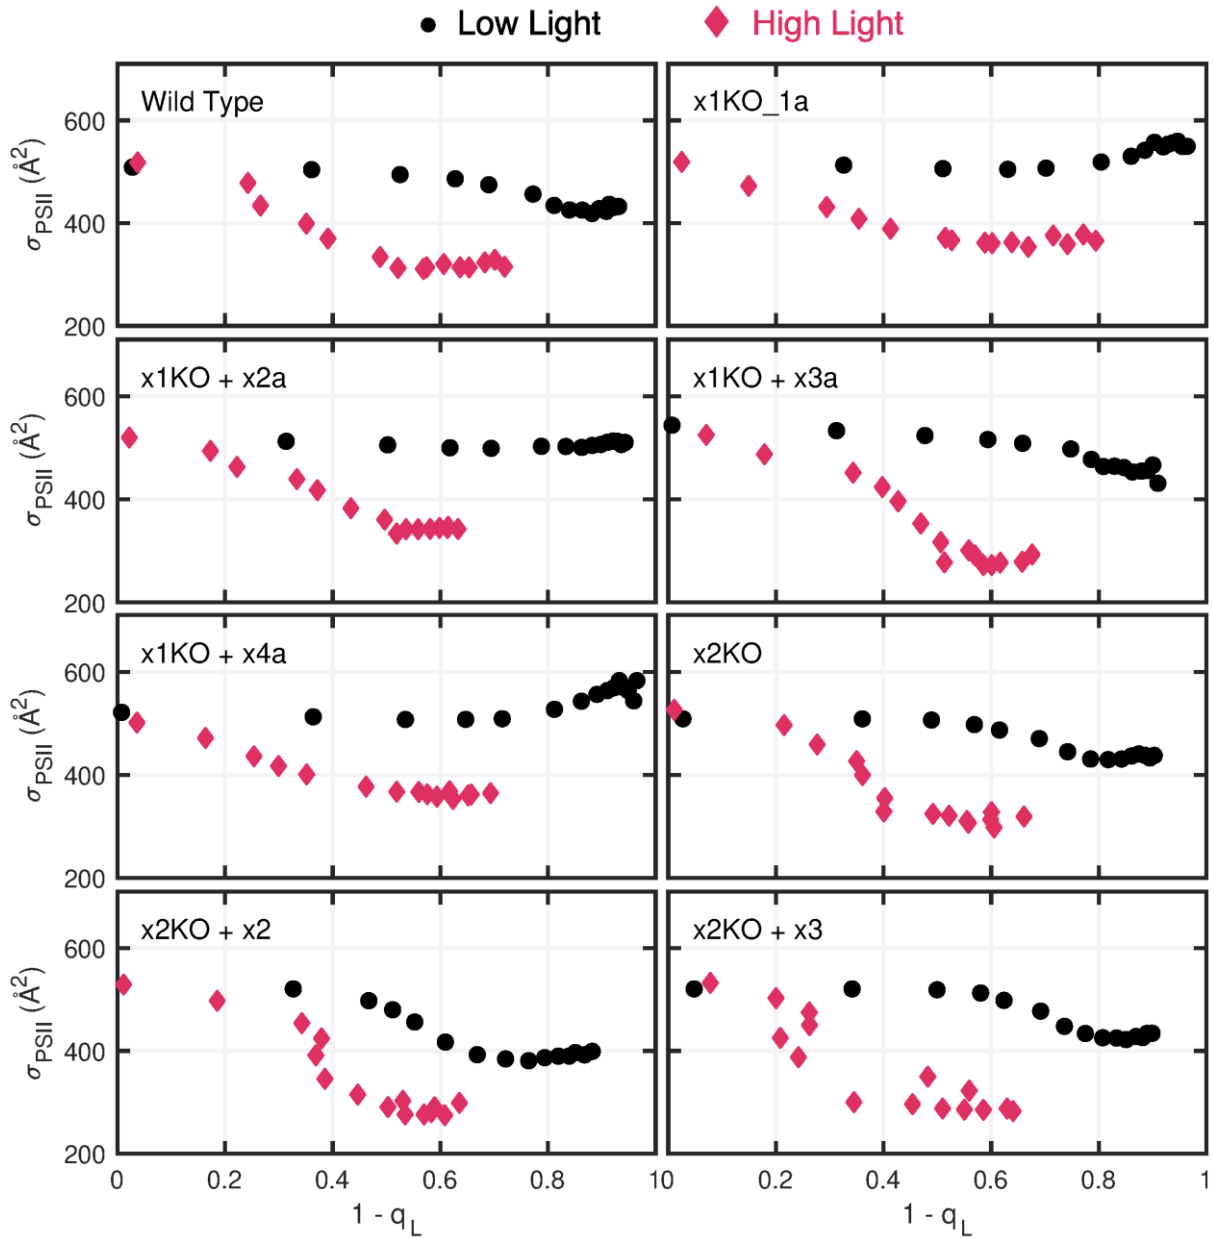 Low Light High Light
Wild Type x1KO_1a
600
400
200
σPSII (Å²)
x1KO + x2a x1KO + x3a
600
400
200
σPSII (Å²)
x1KO + x4a x2KO
600
400
200
σPSII (Å²)
x2KO + x2 x2KO + x3
600
400
200
σPSII (Å²)
0 0.2 0.4 0.6 0.8 1 0 0.2 0.4 0.6 0.8 1
1 - qL 1 - qL